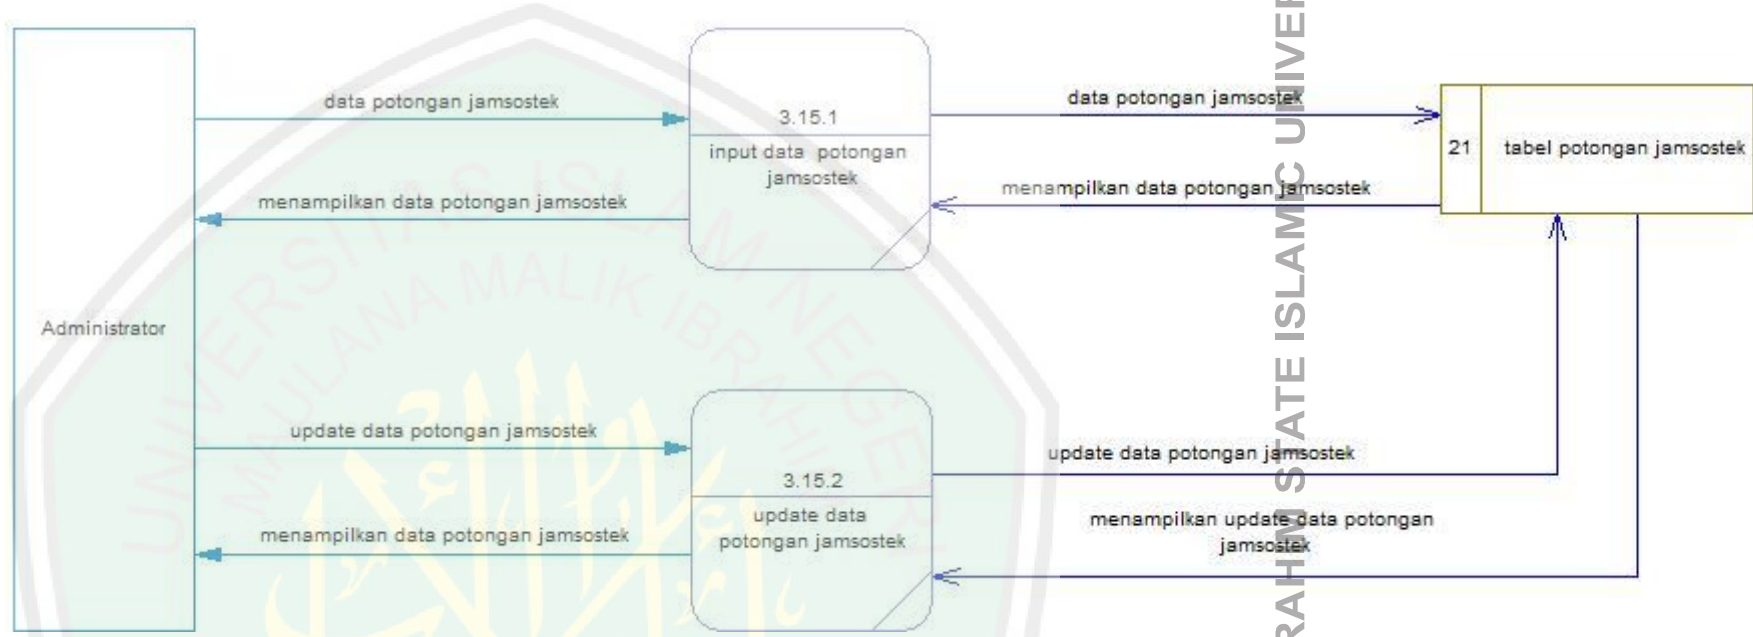 Administrator
data potongan jamsostek
menampilkan data potongan jamsostek
3.15.1
input data potongan
jamsostek
data potongan jamsostek
menampilkan data potongan jamsostek
21
tabel potongan jamsostek
update data potongan jamsostek
menampilkan data potongan jamsostek
3.15.2
update data
potongan jamsostek
update data potongan jamsostek
menampilkan update data potongan
jamsostek
UNIVERSITAS ISLAM NEGERI
MAULANA MALIK IBRAHI
STATE ISLAMIC